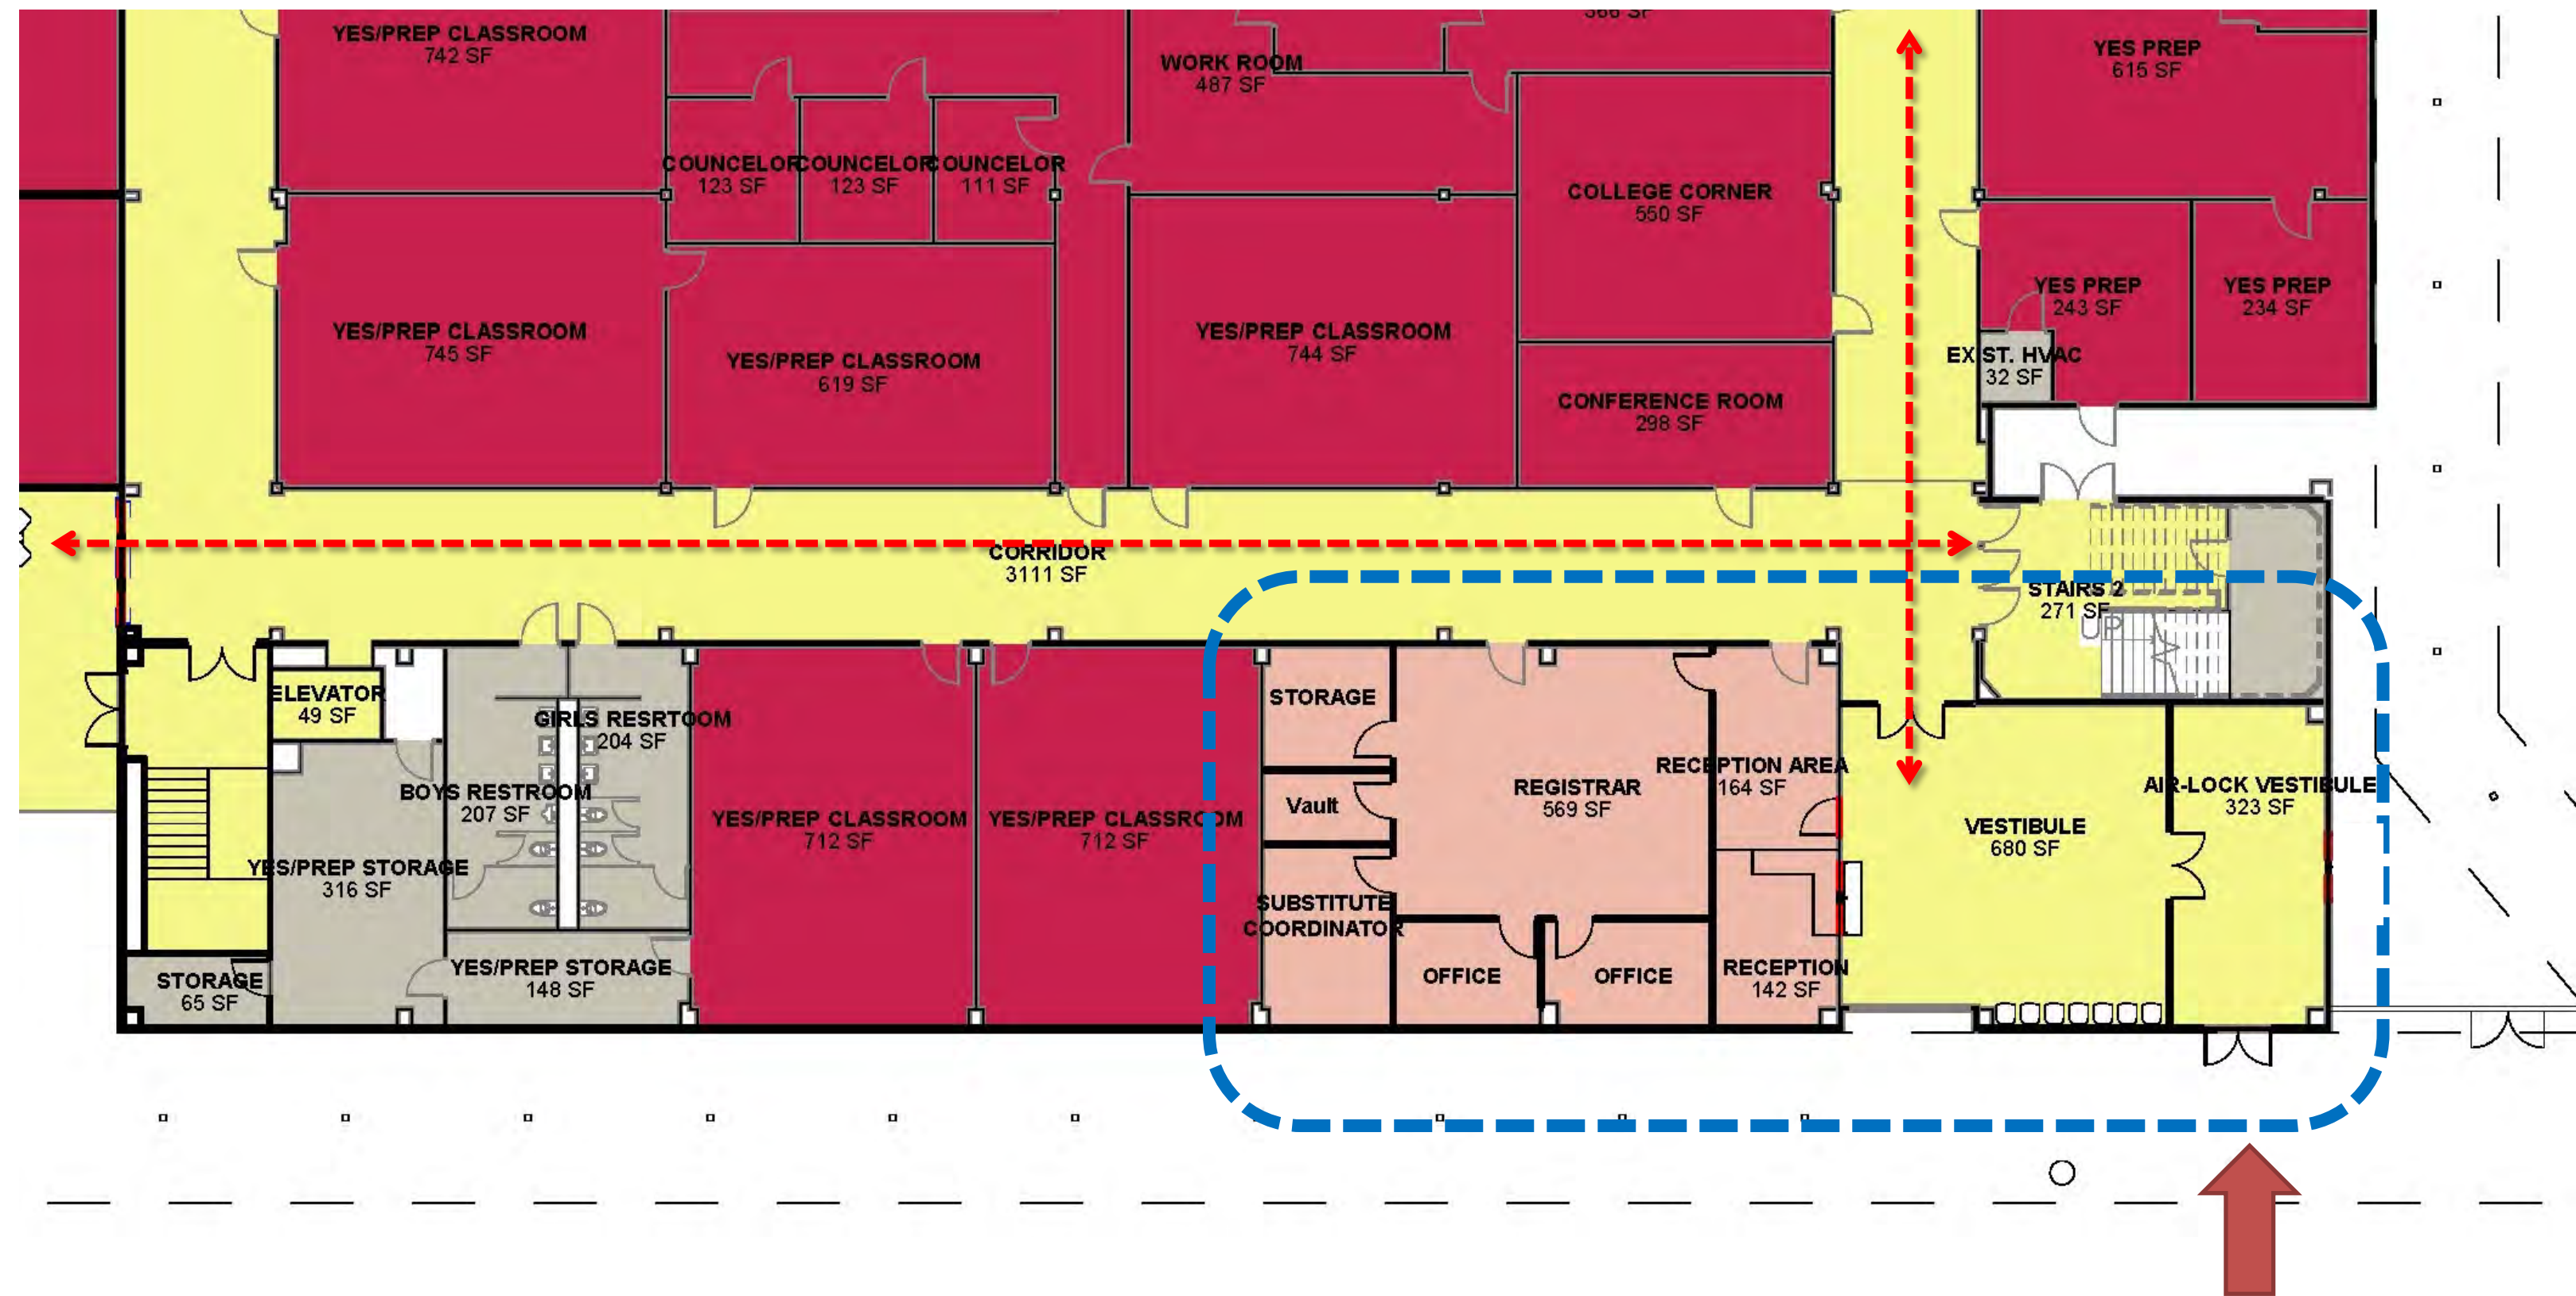 YES/PREP CLASSROOM
742 SF
WORK ROOM
487 SF
366 SF
YES PREP
615 SF
COUNCELOR
123 SF
COUNCELOR
123 SF
COUNCELOR
111 SF
COLLEGE CORNER
550 SF
YES/PREP CLASSROOM
745 SF
YES/PREP CLASSROOM
619 SF
YES/PREP CLASSROOM
744 SF
YES PREP
243 SF
YES PREP
234 SF
EXIST. HVAC
32 SF
CONFERENCE ROOM
298 SF
CORRIDOR
3111 SF
STAIRS 2
271 SF
UP
ELEVATOR
49 SF
GIRLS RESRTOOM
204 SF
BOYS RESTROOM
207 SF
YES/PREP STORAGE
316 SF
YES/PREP CLASSROOM
712 SF
YES/PREP CLASSROOM
712 SF
STORAGE
Vault
SUBSTITUTE
COORDINATOR
REGISTRAR
569 SF
RECEPTION AREA
164 SF
AIR-LOCK VESTIBULE
323 SF
VESTIBULE
680 SF
STORAGE
65 SF
YES/PREP STORAGE
148 SF
OFFICE
OFFICE
RECEPTION
142 SF